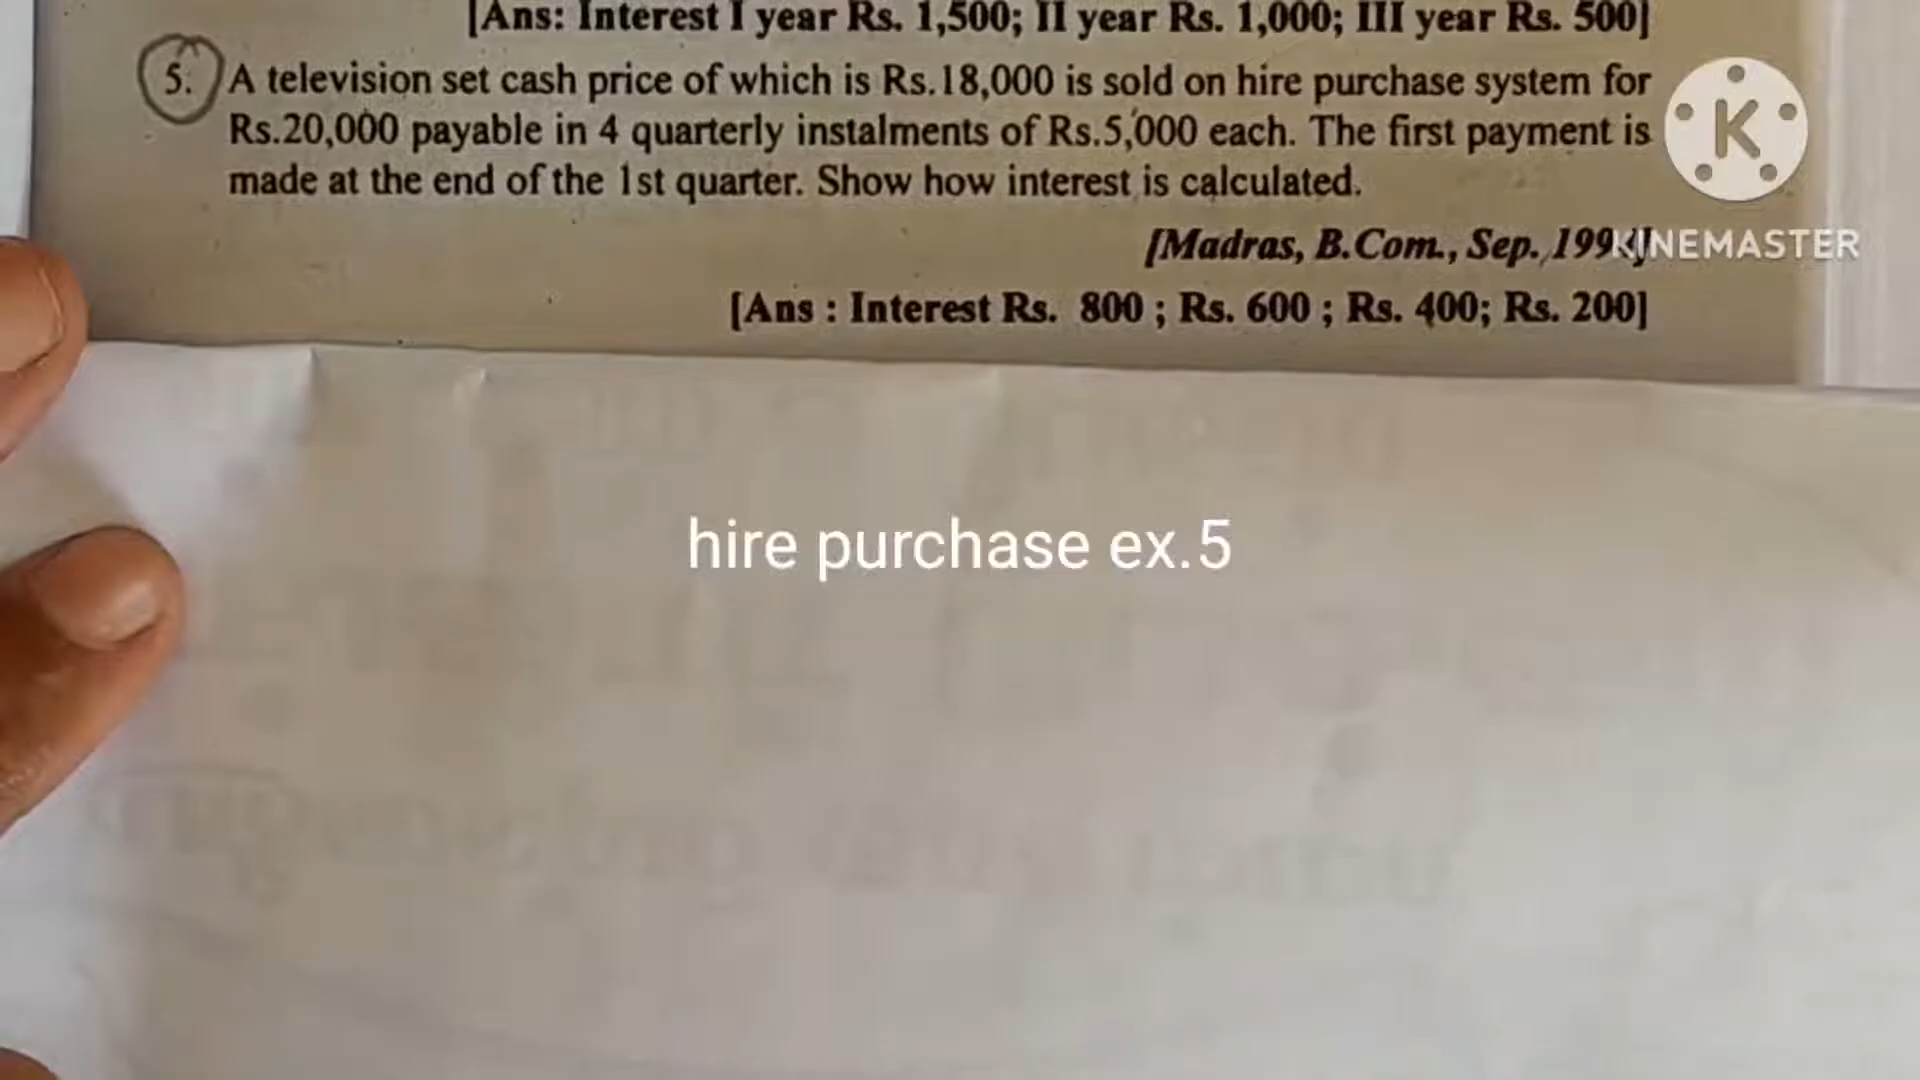 [Ans: Interest I year Rs. 1,500; II year Rs. 1,000; III year Rs. 500]
5. A television set cash price of which is Rs.18,000 is sold on hire purchase system for
Rs.20,000 payable in 4 quarterly instalments of Rs.5,000 each. The first payment is
made at the end of the 1st quarter. Show how interest is calculated.
K
[Madras, B.Com., Sep.
KINEMASTER
[Ans : Interest Rs. 800 ; Rs. 600 ; Rs. 400; Rs. 200]
hire purchase ex.5